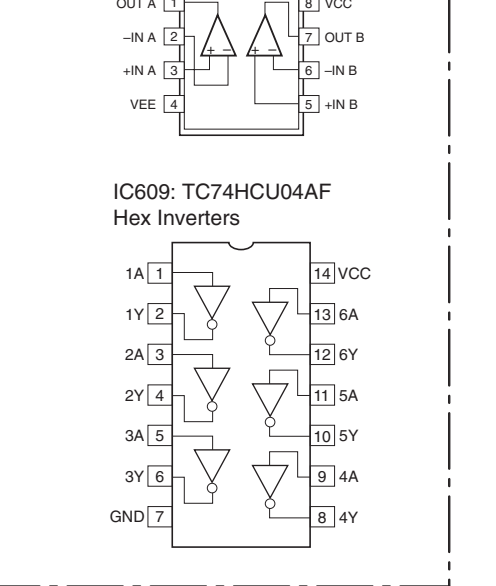 OUT A 1 8 VCC
–IN A 2 7 OUT B
+IN A 3 6 –IN B
VEE 4 5 +IN B
+ – + –
IC609: TC74HCU04AF
Hex Inverters
1A 1 14 VCC
1Y 2 13 6A
2A 3 12 6Y
2Y 4 11 5A
3A 5 10 5Y
3Y 6 9 4A
GND 7 8 4Y